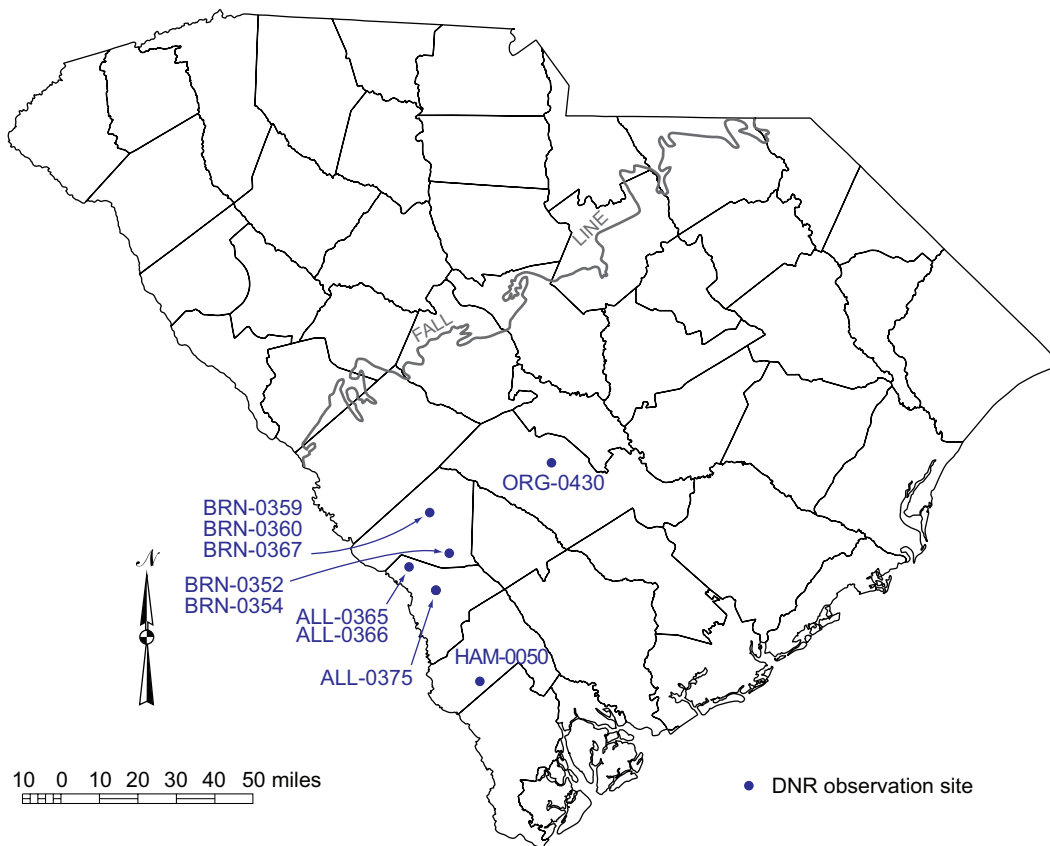 LINE
FALL
ORG-0430
BRN-0359
BRN-0360
BRN-0367
BRN-0352
BRN-0354
ALL-0365
ALL-0366
ALL-0375
HAM-0050
N
10 0 10 20 30 40 50 miles
DNR observation site